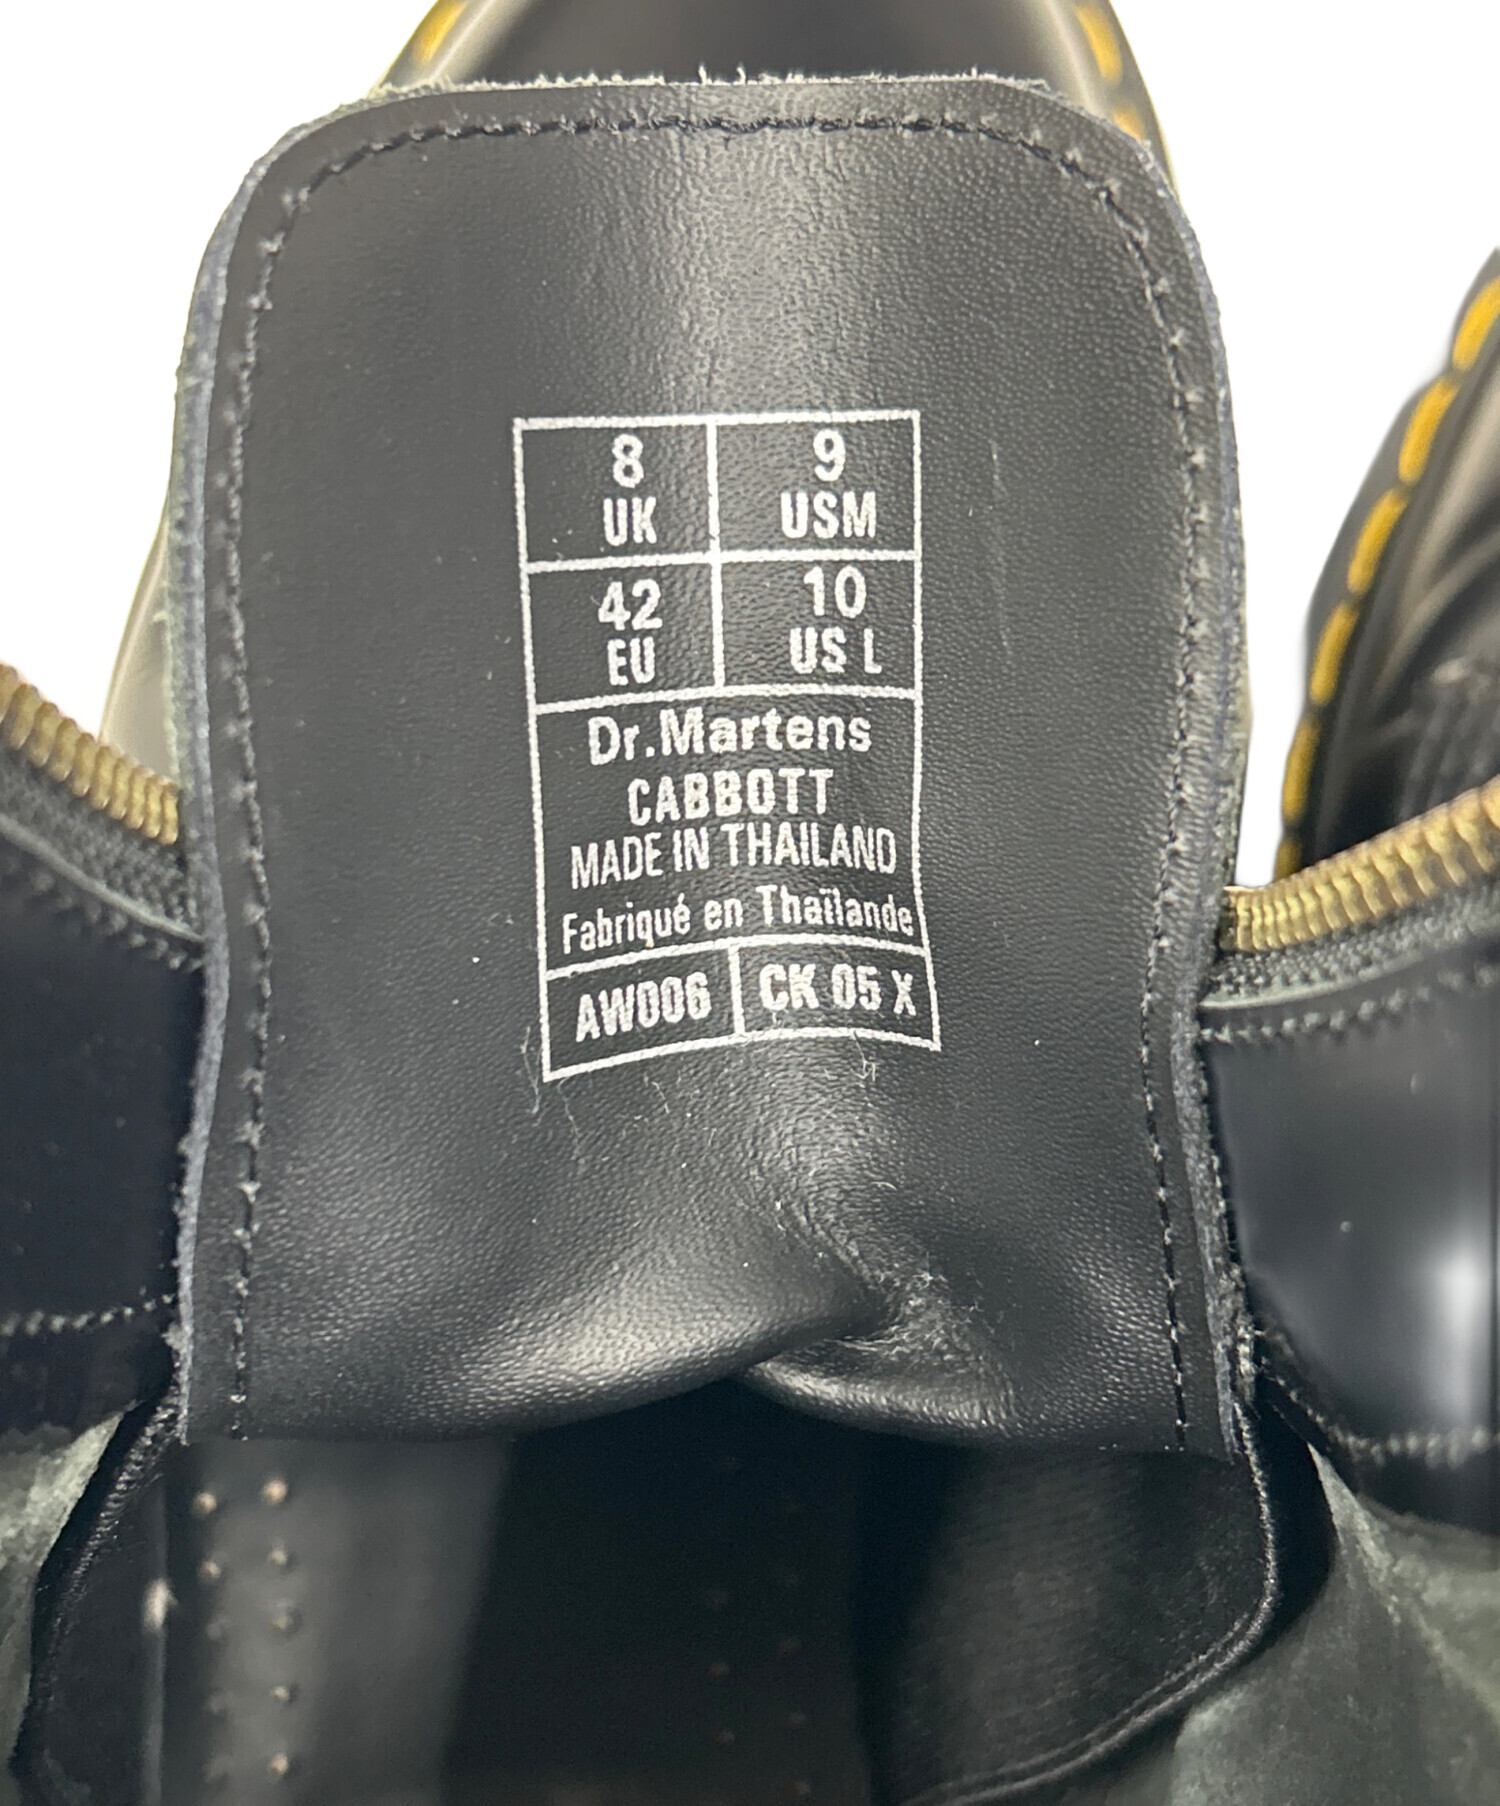 8 UK
9 USM
42 EU
10 US L
Dr.Martens
CABBOTT
MADE IN THAILAND
Fabriqué en Thaïlande
AW006
CK 05 X